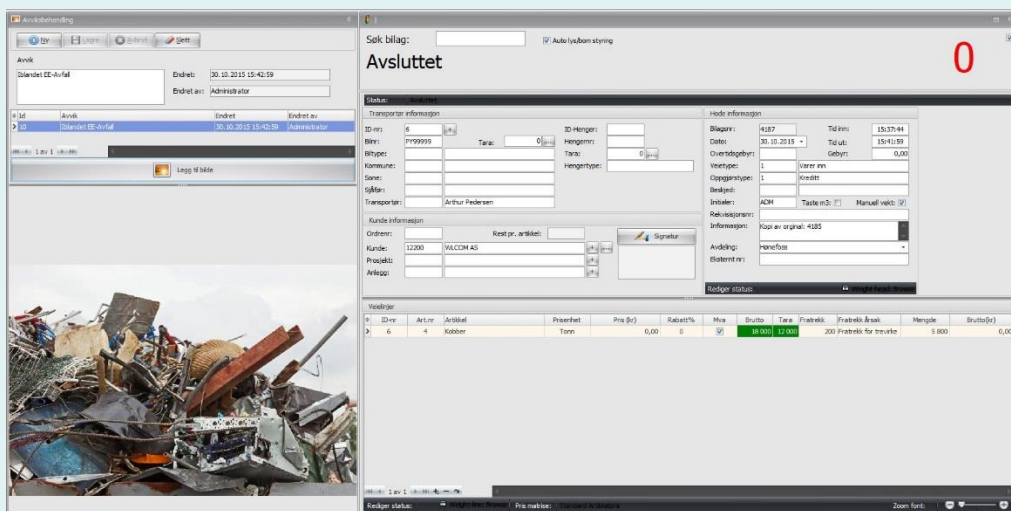 Avviksbehandling
Ny Lagre Avbryt Slett
Avvik
Iblandet EE-Avfall
Endret: 30.10.2015 15:42:59
Endret av: Administrator
Id Avvik Endret Endret av
10 Iblandet EE-Avfall 30.10.2015 15:42:59 Administrator
1 av 1
Legg til bilde
1
Søk bilag: Auto lys/bom styring
Avsluttet
0
Status: Avsluttet
Transportør informasjon
ID-nr: 6 ID-Henger:
Bilnr: PY99999 Tara: 0 Hengernr:
Biltype: Tara: 0
Kommune: Hengertype:
Sone:
Sjåfør:
Transportør: Arthur Pedersen
Kunde informasjon
Ordrenr: Rest pr. artikkel: Signatur
Kunde: 12200 WLCOM AS
Prosjekt:
Anlegg:
Hode informasjon
Bilagsnr: 4187 Tid inn: 15:37:44
Dato: 30.10.2015 Tid ut: 15:41:59
Overtidsgebyr: Gebyr: 0,00
Veietype: 1 Varer inn
Oppgjørstype: 1 Kreditt
Beskjed:
Initialer: ADM Taste m3: Manuell vekt:
Rekvisisjonsnr:
Informasjon: Kopi av orginal: 4185
Avdeling: Hønefoss
Eksternt nr:
Rediger status: Weight head: Browse
Veielinjer
ID-nr Art.nr Artikkel Prisenhet Pris (kr) Rabatt% Mva Brutto Tara Fratrekk Fratrekk årsak Mengde Brutto(kr)
6 4 Kobber Tonn 0,00 0 18 000 12 000 200 Fratrekk for trevirke 5 800 0,00
1 av 1
Rediger status: Weight line: Browse Pris matrise: Standard Artikkelpris Zoom font: